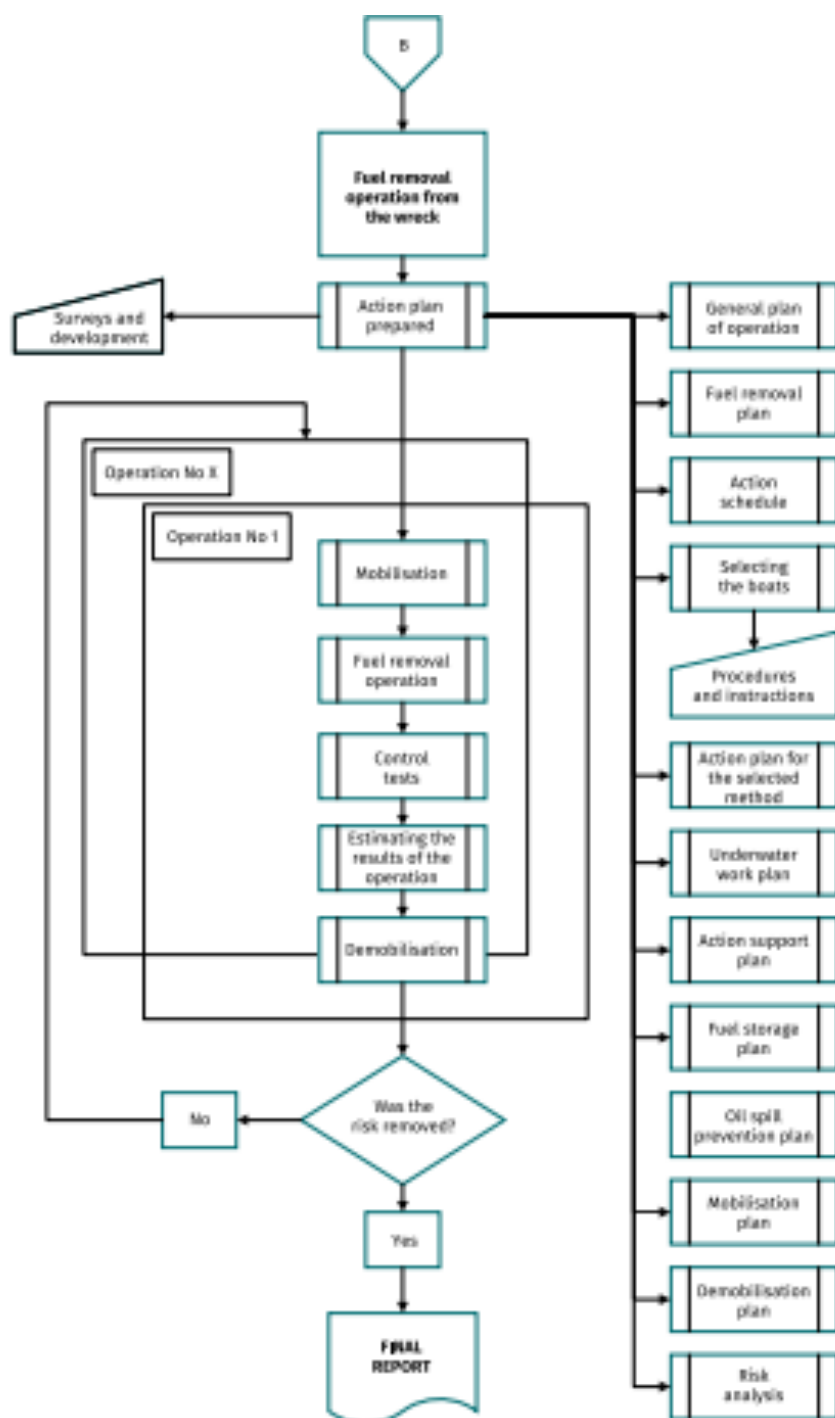 B
Fuel removal
operation from
the wreck
Action plan
prepared
Surveys and
development
General plan
of operation
Fuel removal
plan
Action
schedule
Selecting
the boats
Procedures
and instructions
Action plan for
the selected
method
Underwater
work plan
Action support
plan
Fuel storage
plan
Oil spill
prevention plan
Mobilisation
plan
Demobilisation
plan
Risk
analysis
Operation No X
Operation No 1
Mobilisation
Fuel removal
operation
Control
tests
Estimating the
results of the
operation
Demobilisation
Was the
risk removed?
No
Yes
FINAL
REPORT